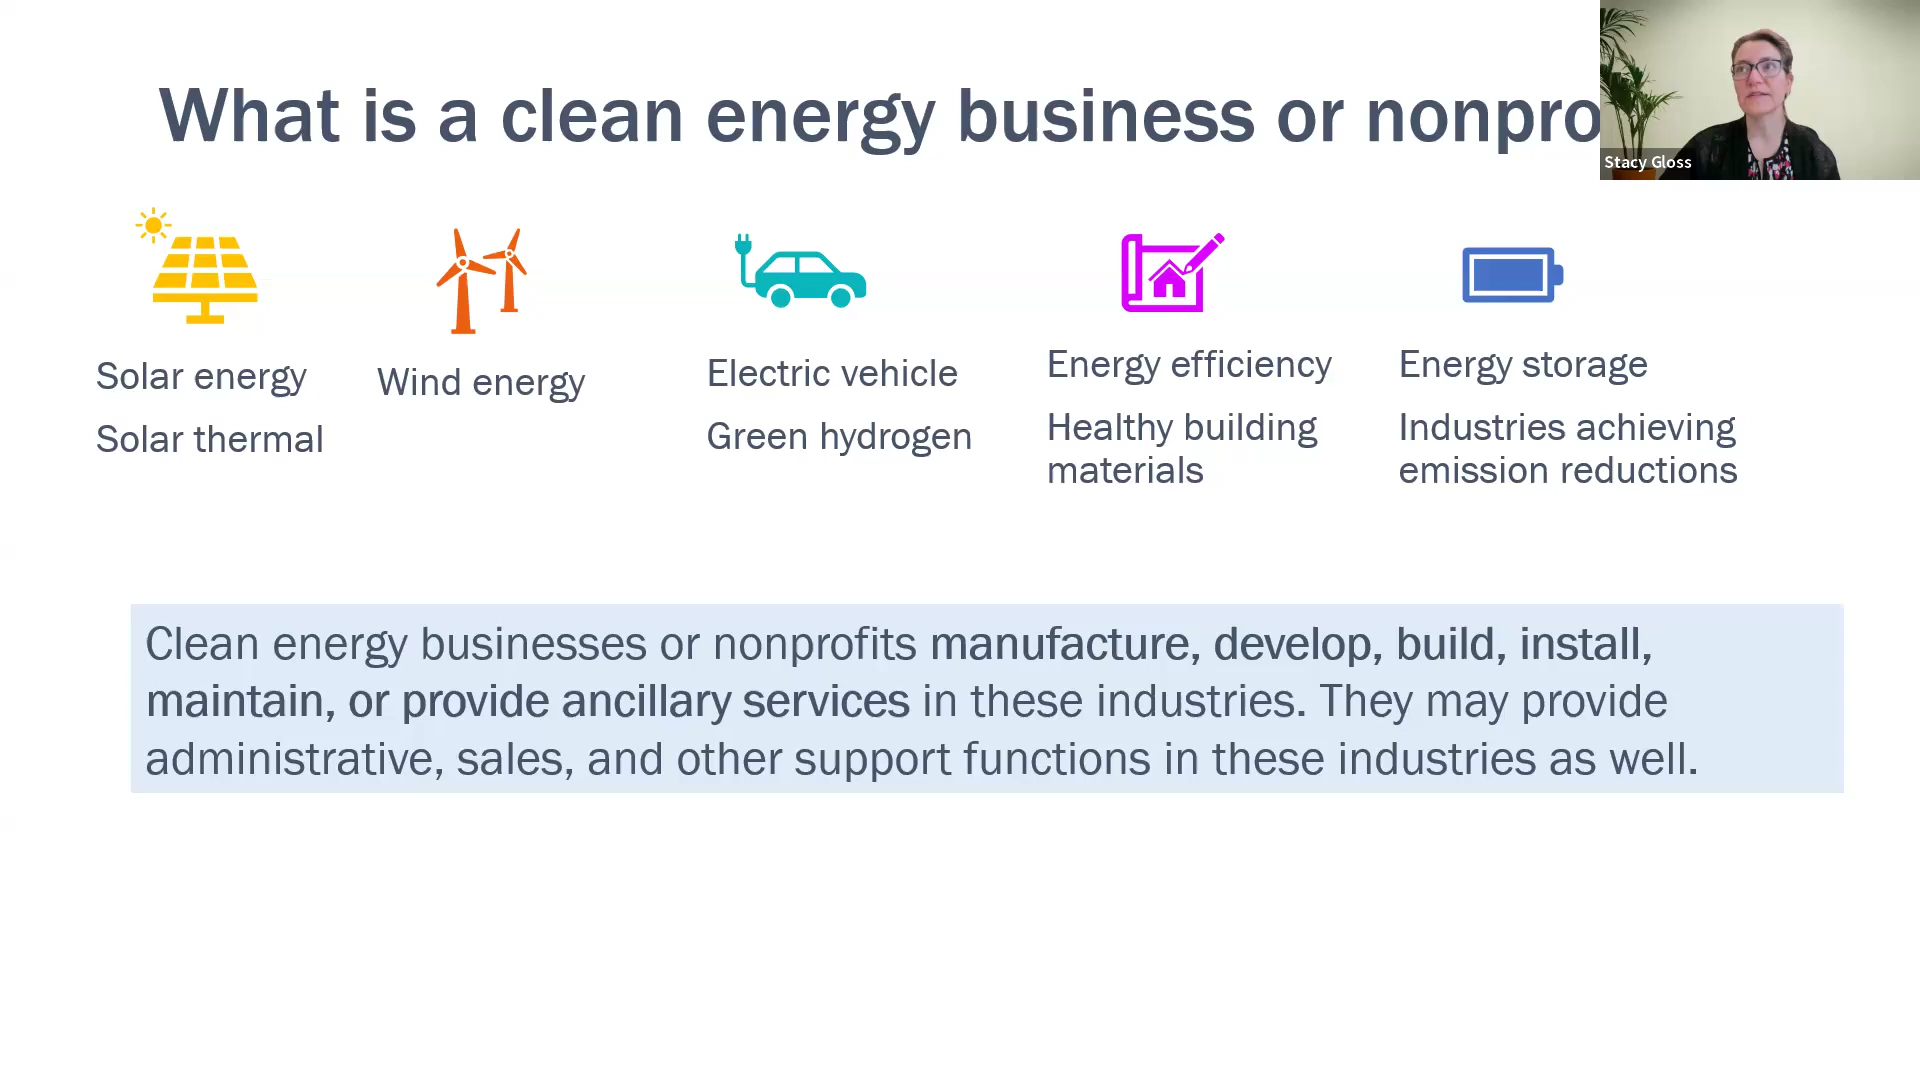 What is a clean energy business or nonpro
Stacy Gloss
Solar energy
Solar thermal
Wind energy
Electric vehicle
Green hydrogen
Energy efficiency
Healthy building
materials
Energy storage
Industries achieving
emission reductions
Clean energy businesses or nonprofits manufacture, develop, build, install,
maintain, or provide ancillary services in these industries. They may provide
administrative, sales, and other support functions in these industries as well.